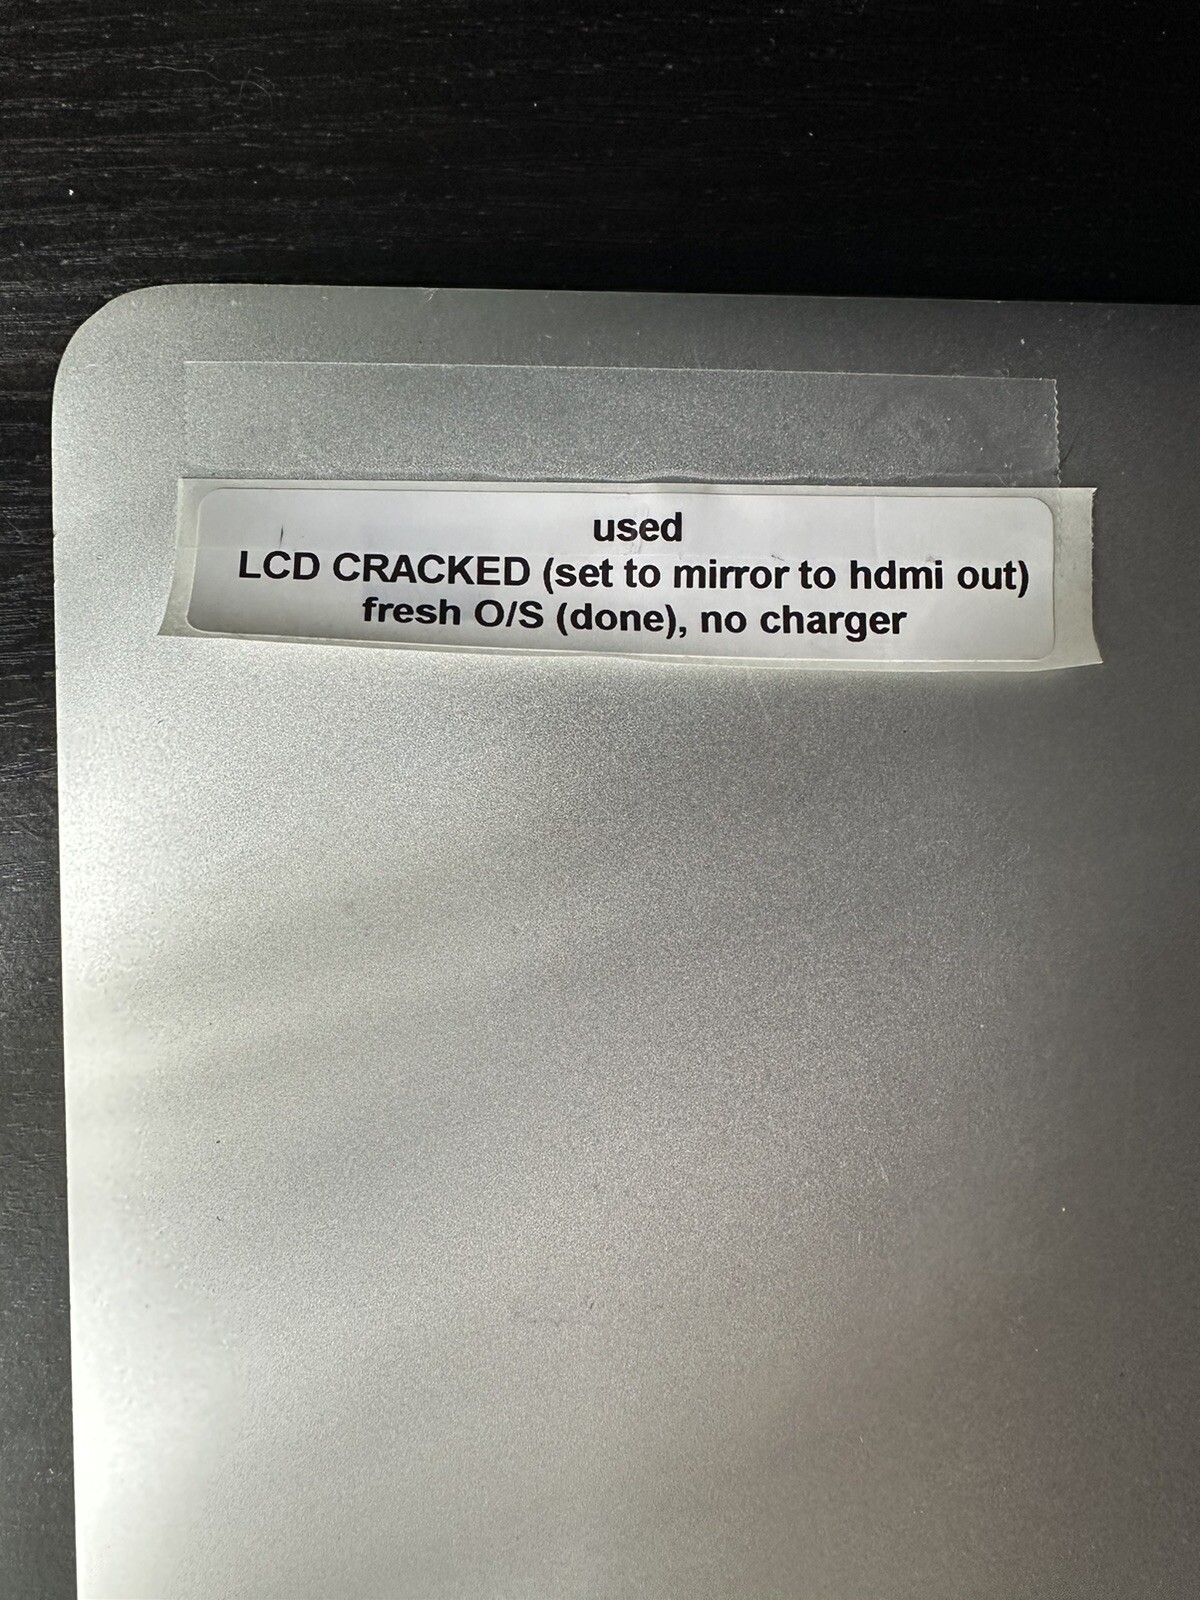 used
LCD CRACKED (set to mirror to hdmi out)
fresh O/S (done), no charger